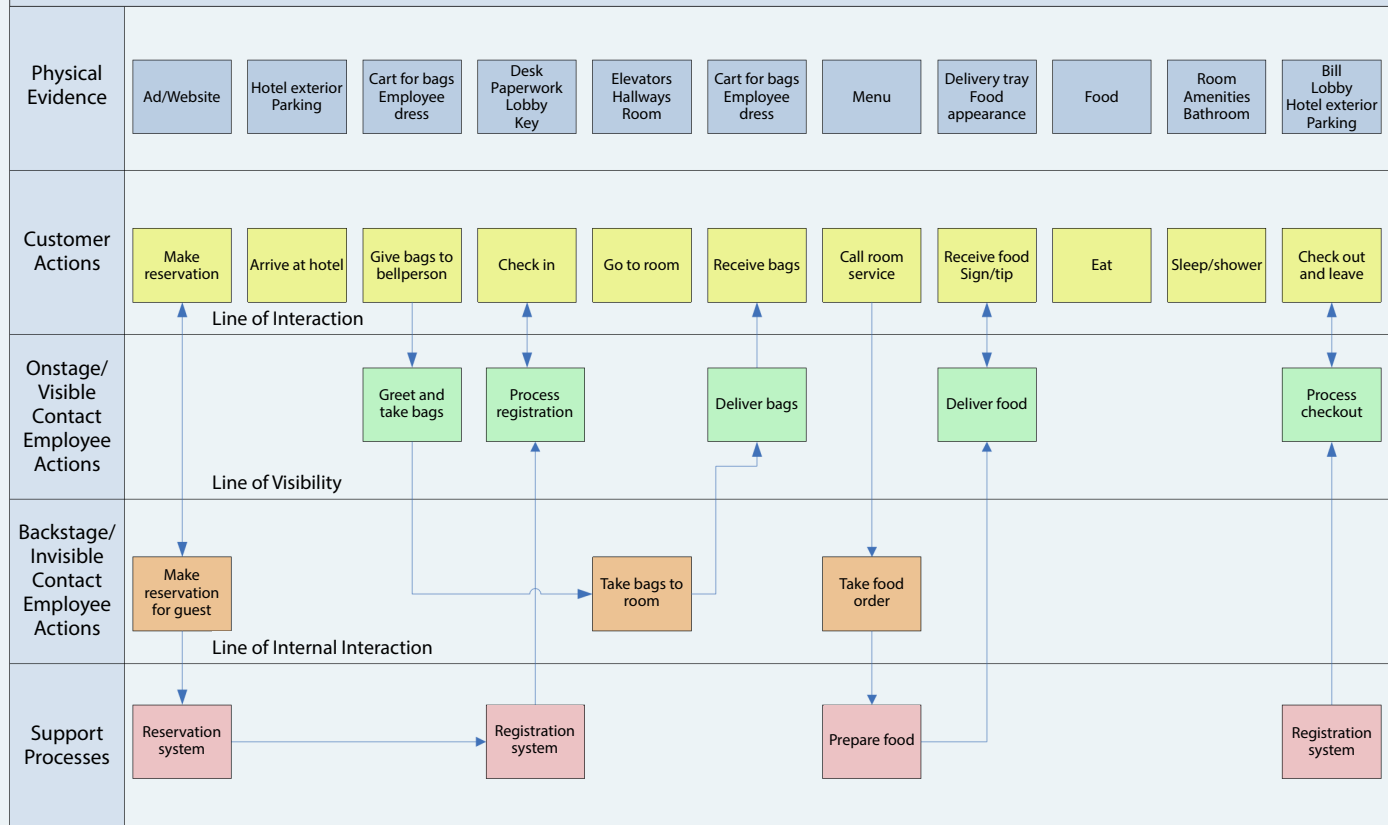 Physical
Evidence
Ad/Website
Hotel exterior
Parking
Cart for bags
Employee
dress
Desk
Paperwork
Lobby
Key
Elevators
Hallways
Room
Cart for bags
Employee
dress
Menu
Delivery tray
Food
appearance
Food
Room
Amenities
Bathroom
Bill
Lobby
Hotel exterior
Parking
Customer
Actions
Make
reservation
Arrive at hotel
Give bags to
bellperson
Check in
Go to room
Receive bags
Call room
service
Receive food
Sign/tip
Eat
Sleep/shower
Check out
and leave
Line of Interaction
Onstage/
Visible
Contact
Employee
Actions
Greet and
take bags
Process
registration
Deliver bags
Deliver food
Process
checkout
Line of Visibility
Backstage/
Invisible
Contact
Employee
Actions
Make
reservation
for guest
Take bags to
room
Take food
order
Line of Internal Interaction
Support
Processes
Reservation
system
Registration
system
Prepare food
Registration
system